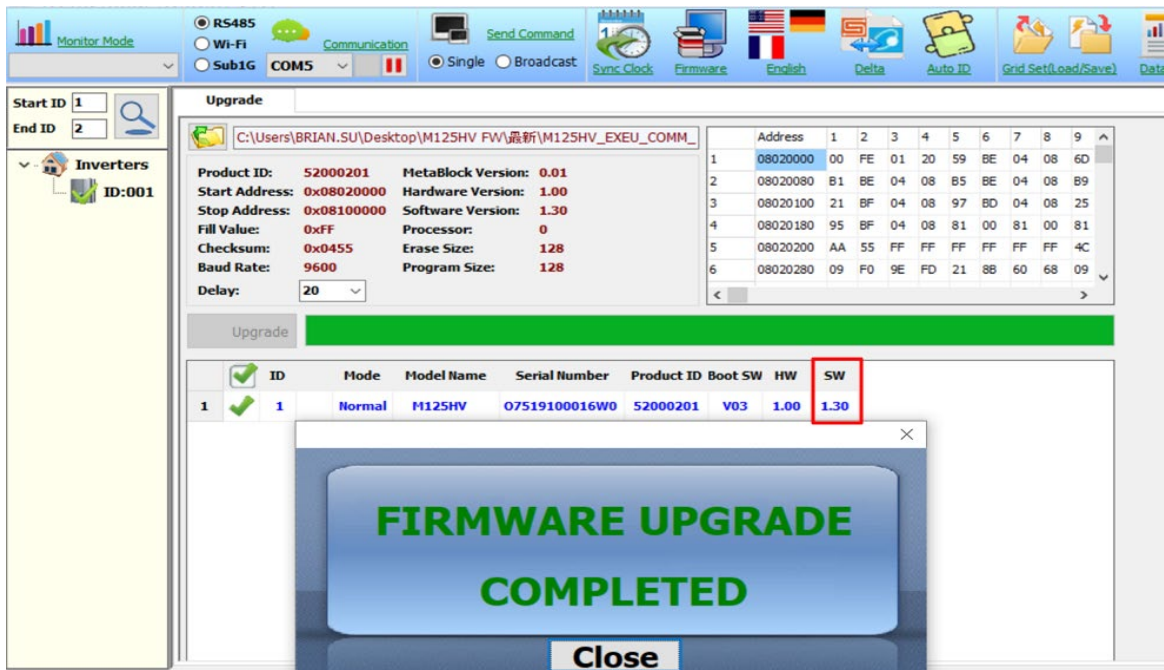 Monitor Mode
RS485
Wi-Fi
Sub1G
Communication
COM5
Send Command
Single
Broadcast
Sync Clock
Firmware
English
Delta
Auto ID
Grid Set(Load/Save)
Data
Start ID 1
End ID 2
Inverters
ID:001
Upgrade
C:\Users\BRIAN.SU\Desktop\M125HV FW\最新\M125HV_EXEU_COMM_
Product ID: 52000201 MetaBlock Version: 0.01
Start Address: 0x08020000 Hardware Version: 1.00
Stop Address: 0x08100000 Software Version: 1.30
Fill Value: 0xFF Processor: 0
Checksum: 0x0455 Erase Size: 128
Baud Rate: 9600 Program Size: 128
Delay: 20
Address 1 2 3 4 5 6 7 8 9
1 08020000 00 FE 01 20 59 BE 04 08 6D
2 08020080 B1 BE 04 08 B5 BE 04 08 B9
3 08020100 21 BF 04 08 97 BD 04 08 25
4 08020180 95 BF 04 08 81 00 81 00 81
5 08020200 AA 55 FF FF FF FF FF FF 4C
6 08020280 09 F0 9E FD 21 8B 60 68 09
Upgrade
ID Mode Model Name Serial Number Product ID Boot SW HW SW
1 1 Normal M125HV O7519100016W0 52000201 V03 1.00 1.30
FIRMWARE UPGRADE
COMPLETED
Close